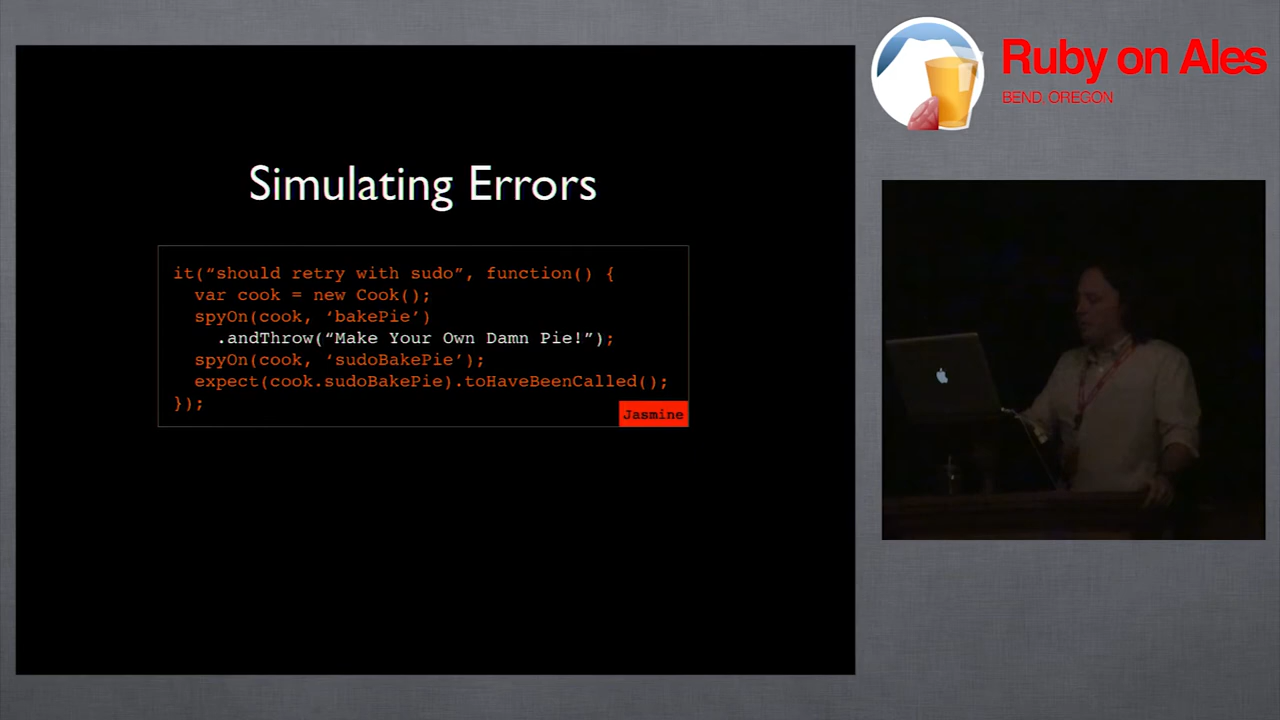 Ruby on Ales
BEND, OREGON
Simulating Errors
it(“should retry with sudo”, function() {
var cook = new Cook();
spyOn(cook, ‘bakePie’)
.andThrow(“Make Your Own Damn Pie!”);
spyOn(cook, ‘sudoBakePie’);
expect(cook.sudoBakePie).toHaveBeenCalled();
});
Jasmine